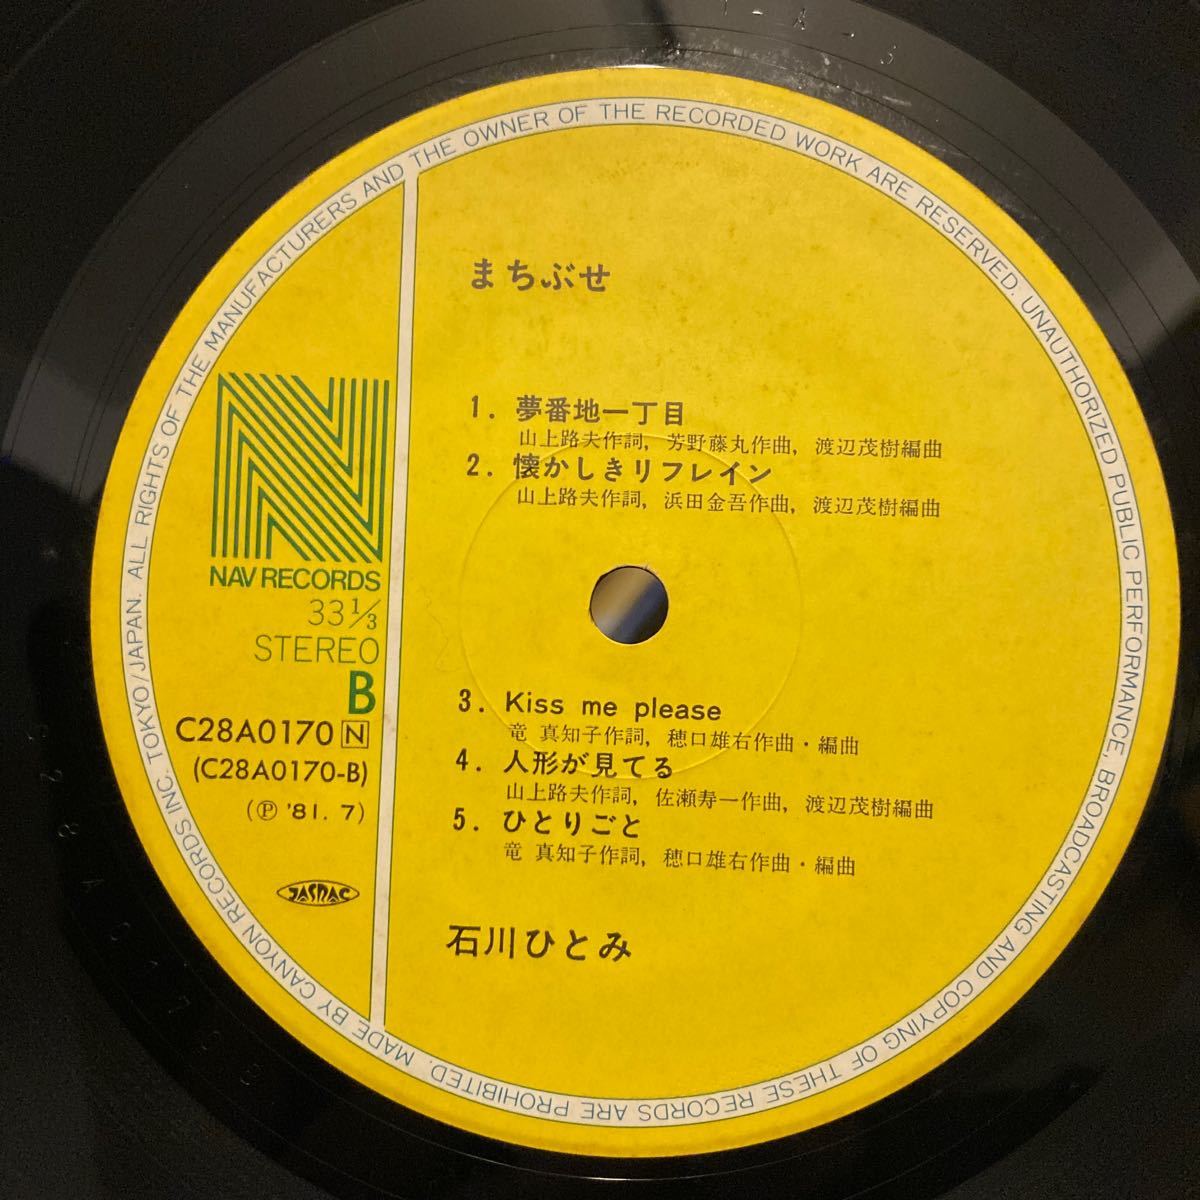 ALL RIGHTS OF THE MANUFACTURERS AND THE OWNER OF THE RECORDED WORK ARE RESERVED. UNAUTHORIZED PUBLIC PERFORMANCE, BROADCASTING AND COPYING OF THESE RECORDS ARE PROHIBITED. MADE BY CANYON RECORDS INC. TOKYO/JAPAN.
まちぶせ
1. 夢番地一丁目
山上路夫作詞, 芳野藤丸作曲, 渡辺茂樹編曲
2. 懐かしきリフレイン
山上路夫作詞, 浜田金吾作曲, 渡辺茂樹編曲
NAV RECORDS
33 1/3
STEREO
B
C28A0170 N
(C28A0170-B)
(℗ '81. 7)
JASRAC
3. Kiss me please
竜 真知子作詞, 穂口雄右作曲・編曲
4. 人形が見てる
山上路夫作詞, 佐瀬寿一作曲, 渡辺茂樹編曲
5. ひとりごと
竜 真知子作詞, 穂口雄右作曲・編曲
石川ひとみ